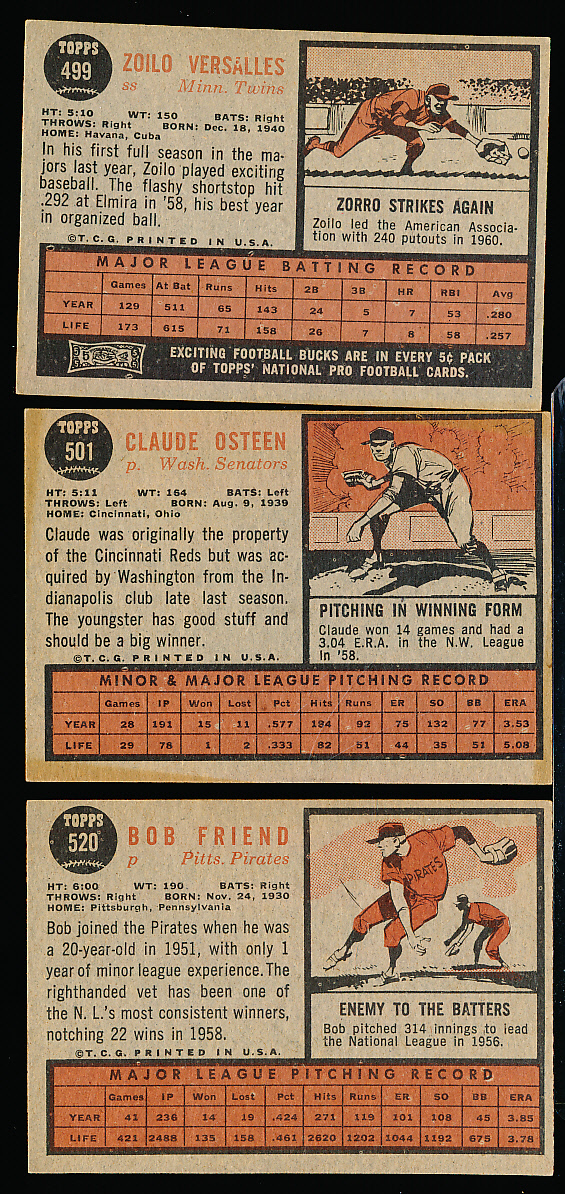 TOPPS
499
ZOILO VERSALLES
ss Minn. Twins
HT: 5:10 WT: 150 BATS: Right
THROWS: Right BORN: Dec. 18, 1940
HOME: Havana, Cuba
In his first full season in the ma-
jors last year, Zoilo played exciting
baseball. The flashy shortstop hit
.292 at Elmira in '58, his best year
in organized ball.
©T.C.G. PRINTED IN U.S.A.
ZORRO STRIKES AGAIN
Zoilo led the American Associa-
tion with 240 putouts in 1960.
MAJOR LEAGUE BATTING RECORD
Games At Bat Runs Hits 2B 3B HR RBI Avg
YEAR 129 511 65 143 24 5 7 53 .280
LIFE 173 615 71 158 26 7 8 58 .257
EXCITING FOOTBALL BUCKS ARE IN EVERY 5¢ PACK
OF TOPPS' NATIONAL PRO FOOTBALL CARDS.
TOPPS
501
CLAUDE OSTEEN
p. Wash. Senators
HT: 5:11 WT: 164 BATS: Left
THROWS: Left BORN: Aug. 9, 1939
HOME: Cincinnati, Ohio
Claude was originally the property
of the Cincinnati Reds but was ac-
quired by Washington from the In-
dianapolis club late last season.
The youngster has good stuff and
should be a big winner.
©T.C.G. PRINTED IN U.S.A.
PITCHING IN WINNING FORM
Claude won 14 games and had a
3.04 E.R.A. in the N.W. League
in '58.
MINOR & MAJOR LEAGUE PITCHING RECORD
Games IP Won Lost Pct Hits Runs ER SO BB ERA
YEAR 28 191 15 11 .577 184 92 75 132 77 3.53
LIFE 29 78 1 2 .333 82 51 44 35 51 5.08
TOPPS
520
BOB FRIEND
p Pitts. Pirates
HT: 6:00 WT: 190 BATS: Right
THROWS: Right BORN: Nov. 24, 1930
HOME: Pittsburgh, Pennsylvania
Bob joined the Pirates when he was
a 20-year-old in 1951, with only 1
year of minor league experience. The
righthanded vet has been one of
the N. L.'s most consistent winners,
notching 22 wins in 1958.
©T.C.G. PRINTED IN U.S.A.
PIRATES
ENEMY TO THE BATTERS
Bob pitched 314 innings to lead
the National League in 1956.
MAJOR LEAGUE PITCHING RECORD
Games IP Won Lost Pct Hits Runs ER SO BB ERA
YEAR 41 236 14 19 .424 271 119 101 108 45 3.85
LIFE 421 2488 135 158 .461 2620 1202 1044 1192 675 3.78